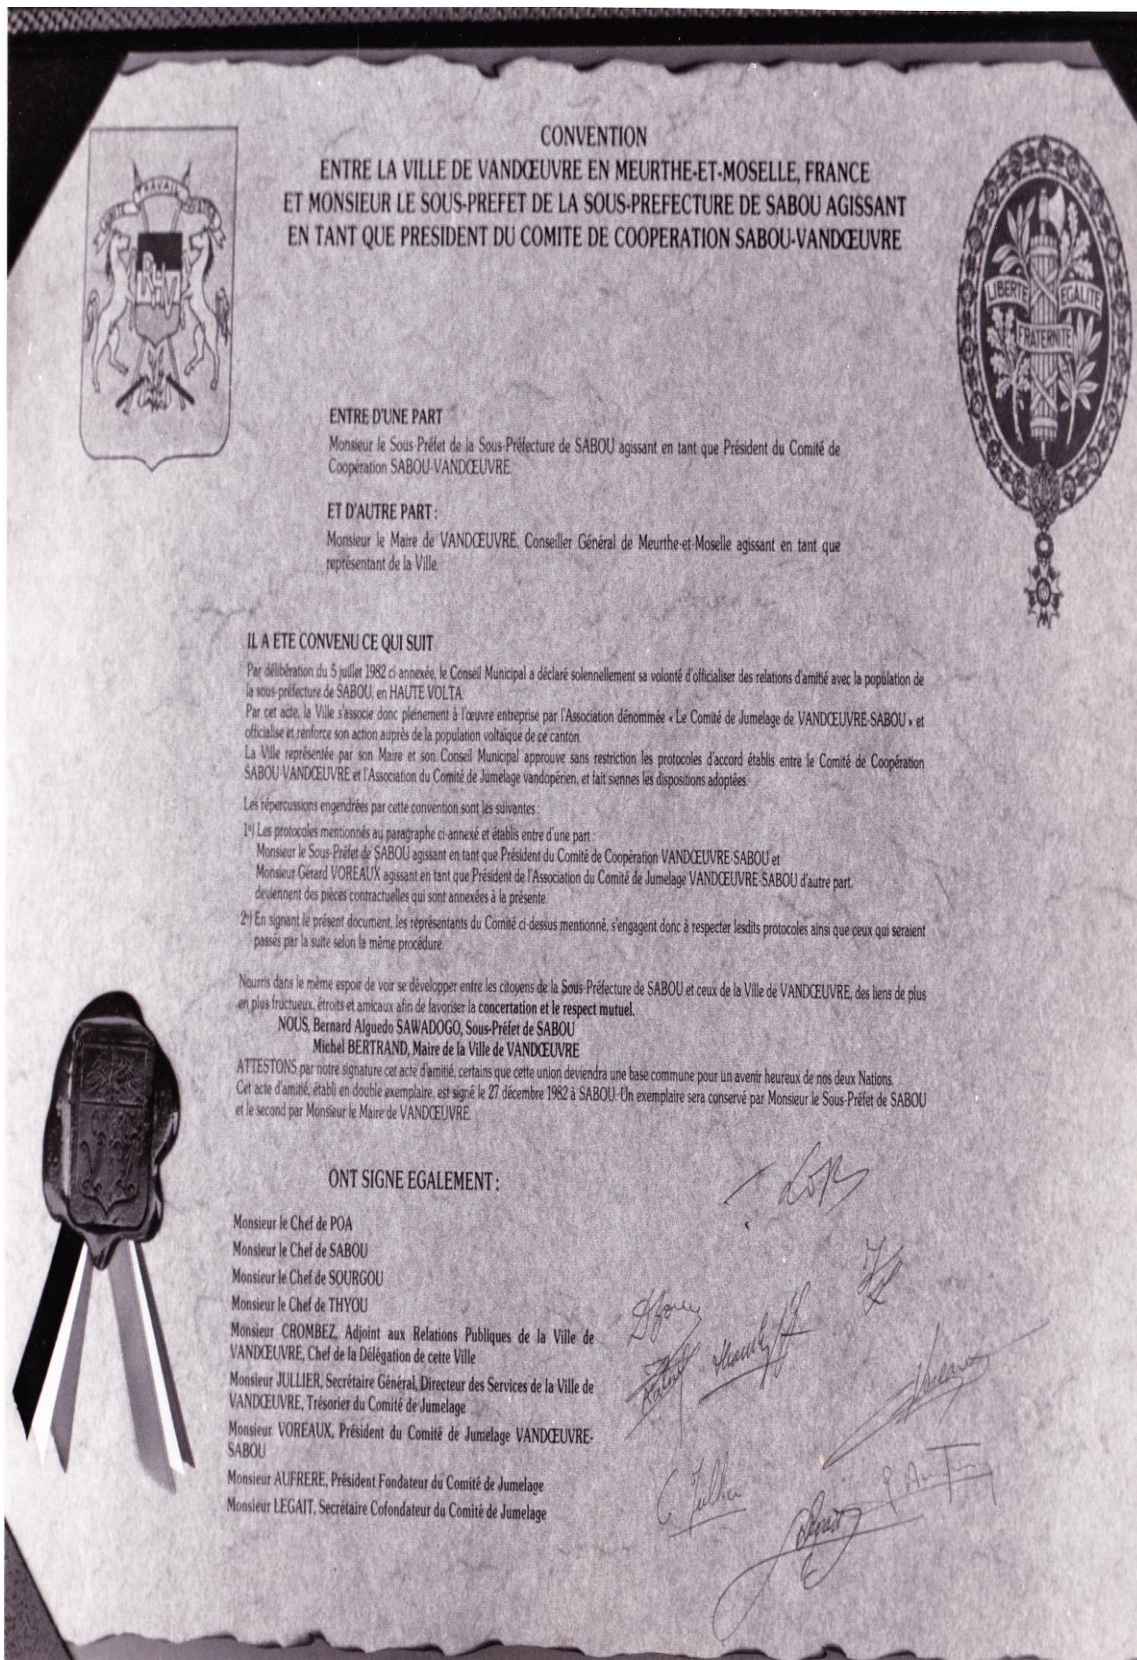 CONVENTION
ENTRE LA VILLE DE VANDŒUVRE EN MEURTHE-ET-MOSELLE, FRANCE
ET MONSIEUR LE SOUS-PREFET DE LA SOUS-PREFECTURE DE SABOU AGISSANT
EN TANT QUE PRESIDENT DU COMITE DE COOPERATION SABOU-VANDŒUVRE
TRAVAIL
RHV
LIBERTE
EGALITE
FRATERNITE
ENTRE D'UNE PART
Monsieur le Sous-Préfet de la Sous-Préfecture de SABOU agissant en tant que Président du Comité de
Coopération SABOU-VANDŒUVRE.
ET D'AUTRE PART :
Monsieur le Maire de VANDŒUVRE, Conseiller Général de Meurthe-et-Moselle agissant en tant que
représentant de la Ville.
IL A ETE CONVENU CE QUI SUIT
Par délibération du 5 juillet 1982 ci-annexée, le Conseil Municipal a déclaré solennellement sa volonté d'officialiser des relations d'amitié avec la population de
la sous-préfecture de SABOU, en HAUTE VOLTA.
Par cet acte, la Ville s'associe donc pleinement à l'œuvre entreprise par l'Association dénommée « Le Comité de Jumelage de VANDŒUVRE-SABOU » et
officialise et renforce son action auprès de la population voltaïque de ce canton.
La Ville représentée par son Maire et son Conseil Municipal approuve sans restriction les protocoles d'accord établis entre le Comité de Coopération
SABOU-VANDŒUVRE et l'Association du Comité de Jumelage vandopérien, et fait siennes les dispositions adoptées.
Les répercussions engendrées par cette convention sont les suivantes :
1°) Les protocoles mentionnés au paragraphe ci-annexé et établis entre d'une part :
Monsieur le Sous-Préfet de SABOU agissant en tant que Président du Comité de Coopération VANDŒUVRE-SABOU et
Monsieur Gérard VOREAUX agissant en tant que Président de l'Association du Comité de Jumelage VANDŒUVRE-SABOU d'autre part,
deviennent des pièces contractuelles qui sont annexées à la présente.
2°) En signant le présent document, les représentants du Comité ci-dessus mentionné, s'engagent donc à respecter lesdits protocoles ainsi que ceux qui seraient
passés par la suite selon la même procédure.
Nourris dans le même espoir de voir se développer entre les citoyens de la Sous-Préfecture de SABOU et ceux de la Ville de VANDŒUVRE, des liens de plus
en plus fructueux, étroits et amicaux afin de favoriser la concertation et le respect mutuel.
NOUS, Bernard Alguedo SAWADOGO, Sous-Préfet de SABOU
Michel BERTRAND, Maire de la Ville de VANDŒUVRE
ATTESTONS par notre signature cet acte d'amitié, certains que cette union deviendra une base commune pour un avenir heureux de nos deux Nations.
Cet acte d'amitié, établi en double exemplaire, est signé le 27 décembre 1982 à SABOU. Un exemplaire sera conservé par Monsieur le Sous-Préfet de SABOU
et le second par Monsieur le Maire de VANDŒUVRE.
ONT SIGNE EGALEMENT :
Monsieur le Chef de POA
Monsieur le Chef de SABOU
Monsieur le Chef de SOURGOU
Monsieur le Chef de THYOU
Monsieur CROMBEZ, Adjoint aux Relations Publiques de la Ville de
VANDŒUVRE, Chef de la Délégation de cette Ville
Monsieur JULLIER, Secrétaire Général, Directeur des Services de la Ville de
VANDŒUVRE, Trésorier du Comité de Jumelage
Monsieur VOREAUX, Président du Comité de Jumelage VANDŒUVRE-
SABOU
Monsieur AUFRERE, Président Fondateur du Comité de Jumelage
Monsieur LEGAIT, Secrétaire Cofondateur du Comité de Jumelage
C Jullier